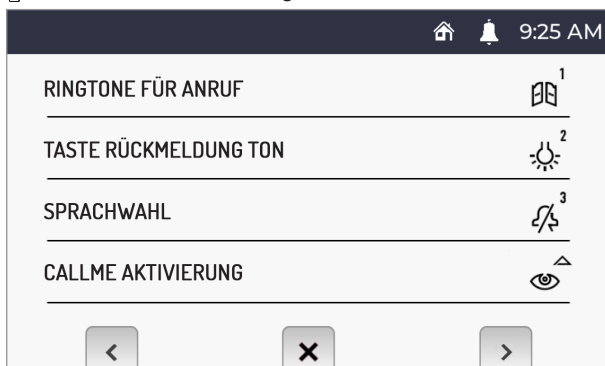 9:25 AM
RINGTONE FÜR ANRUF 1
TASTE RÜCKMELDUNG TON 2
SPRACHWAHL 3
CALLME AKTIVIERUNG